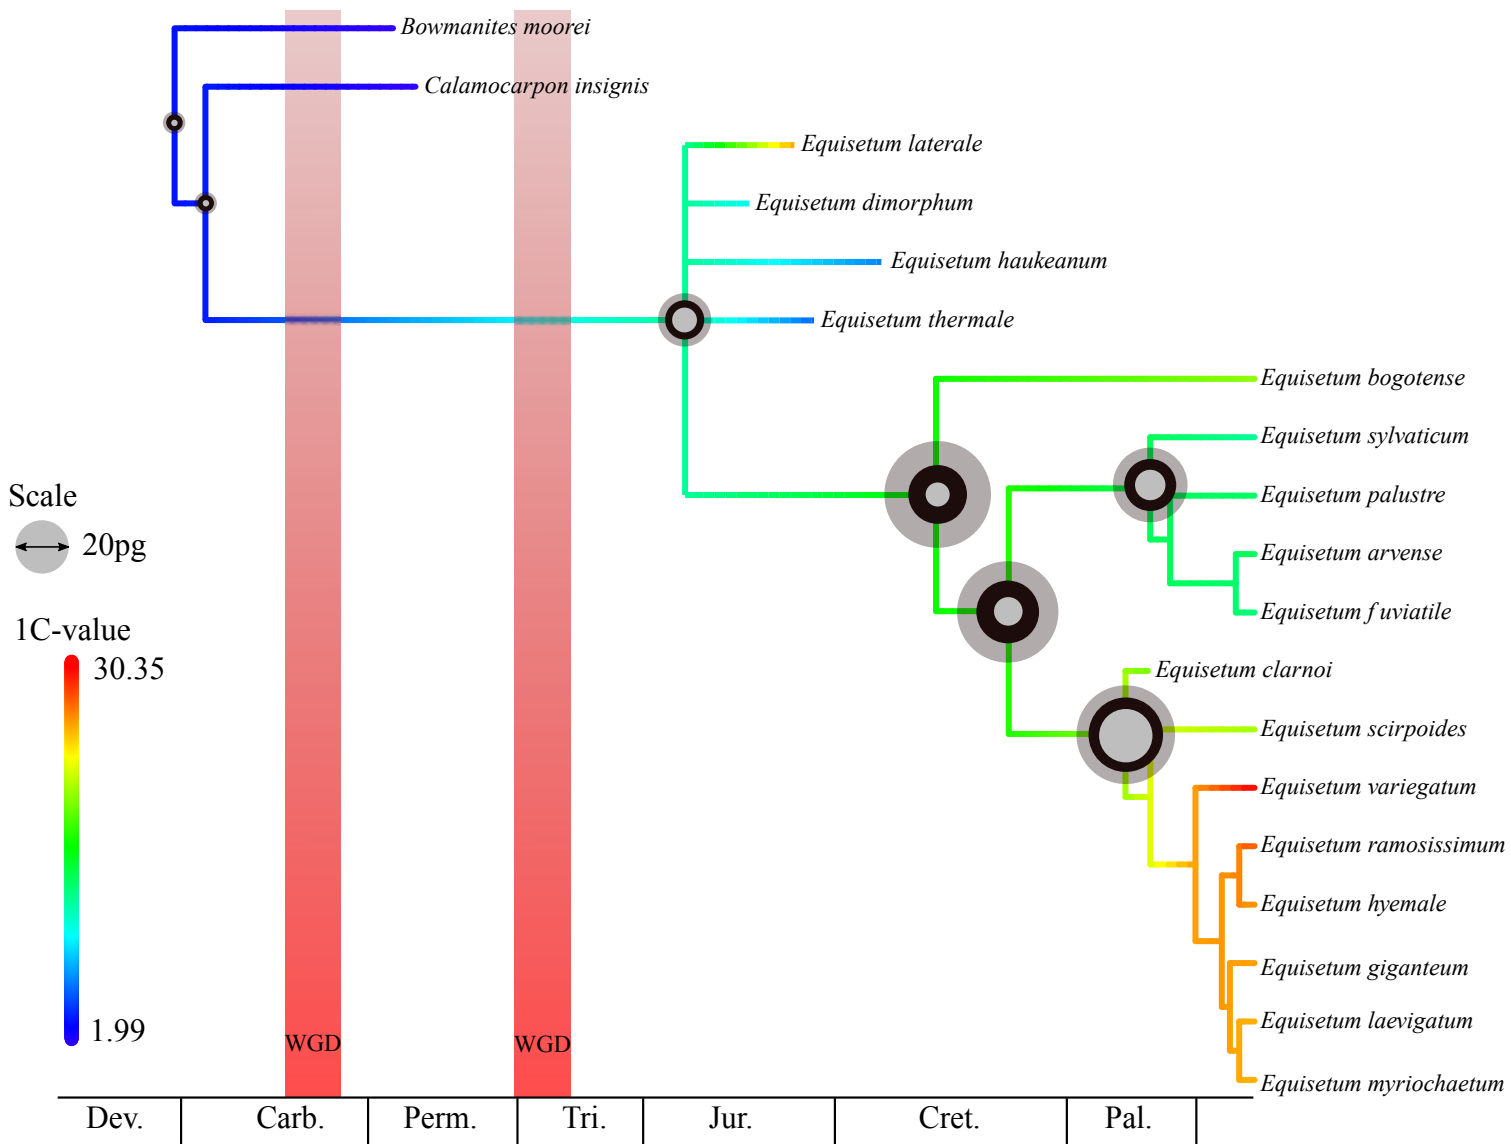 Bowmanites moorei
Calamocarpon insignis
Equisetum laterale
Equisetum dimorphum
Equisetum haukeanum
Equisetum thermale
Equisetum bogotense
Equisetum sylvaticum
Equisetum palustre
Equisetum arvense
Equisetum f uviatile
Equisetum clarnoi
Equisetum scirpoides
Equisetum variegatum
Equisetum ramosissimum
Equisetum hyemale
Equisetum giganteum
Equisetum laevigatum
Equisetum myriochaetum
Scale
20pg
1C-value
30.35
1.99
WGD WGD
Dev. Carb. Perm. Tri. Jur. Cret. Pal.